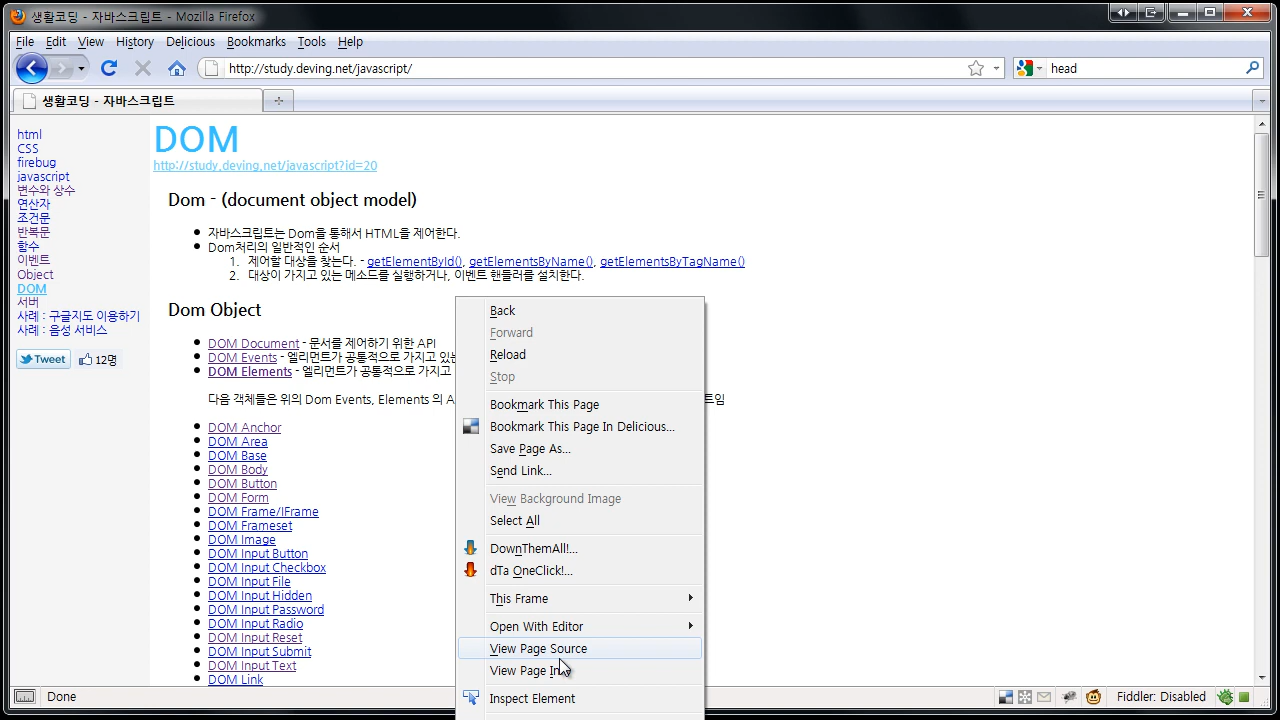 생활코딩 - 자바스크립트 - Mozilla Firefox
File Edit View History Delicious Bookmarks Tools Help
http://study.deving.net/javascript/
head
생활코딩 - 자바스크립트
html
CSS
firebug
javascript
변수와 상수
연산자
조건문
반복문
함수
이벤트
Object
DOM
서버
사례 : 구글지도 이용하기
사례 : 음성 서비스
Tweet 12명
DOM
http://study.deving.net/javascript?id=20
Dom - (document object model)
자바스크립트는 Dom을 통해서 HTML을 제어한다.
Dom처리의 일반적인 순서
1. 제어할 대상을 찾는다. - getElementById(), getElementsByName(), getElementsByTagName()
2. 대상이 가지고 있는 메소드를 실행하거나, 이벤트 핸들러를 설치한다.
Dom Object
DOM Document - 문서를 제어하기 위한 API
DOM Events - 엘리먼트가 공통적으로 가지고 있는
DOM Elements - 엘리먼트가 공통적으로 가지고
다음 객체들은 위의 Dom Events, Elements 의 A 트임
DOM Anchor
DOM Area
DOM Base
DOM Body
DOM Button
DOM Form
DOM Frame/IFrame
DOM Frameset
DOM Image
DOM Input Button
DOM Input Checkbox
DOM Input File
DOM Input Hidden
DOM Input Password
DOM Input Radio
DOM Input Reset
DOM Input Submit
DOM Input Text
DOM Link
Back
Forward
Reload
Stop
Bookmark This Page
Bookmark This Page In Delicious...
Save Page As...
Send Link...
View Background Image
Select All
DownThemAll!...
dTa OneClick!...
This Frame
Open With Editor
View Page Source
View Page
Inspect Element
Done
Fiddler: Disabled